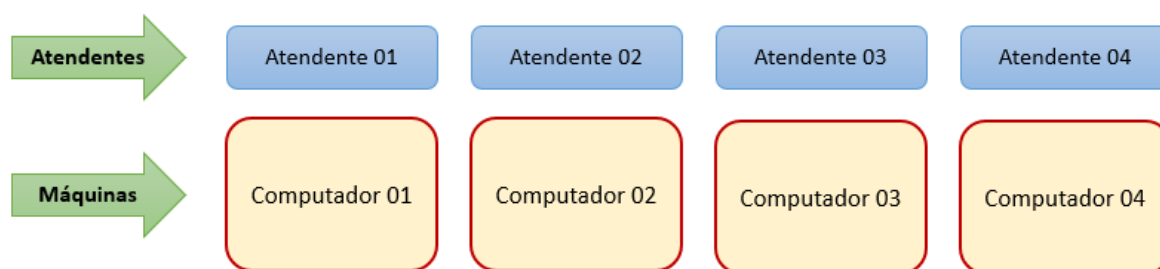 Atendentes
Atendente 01
Atendente 02
Atendente 03
Atendente 04
Máquinas
Computador 01
Computador 02
Computador 03
Computador 04